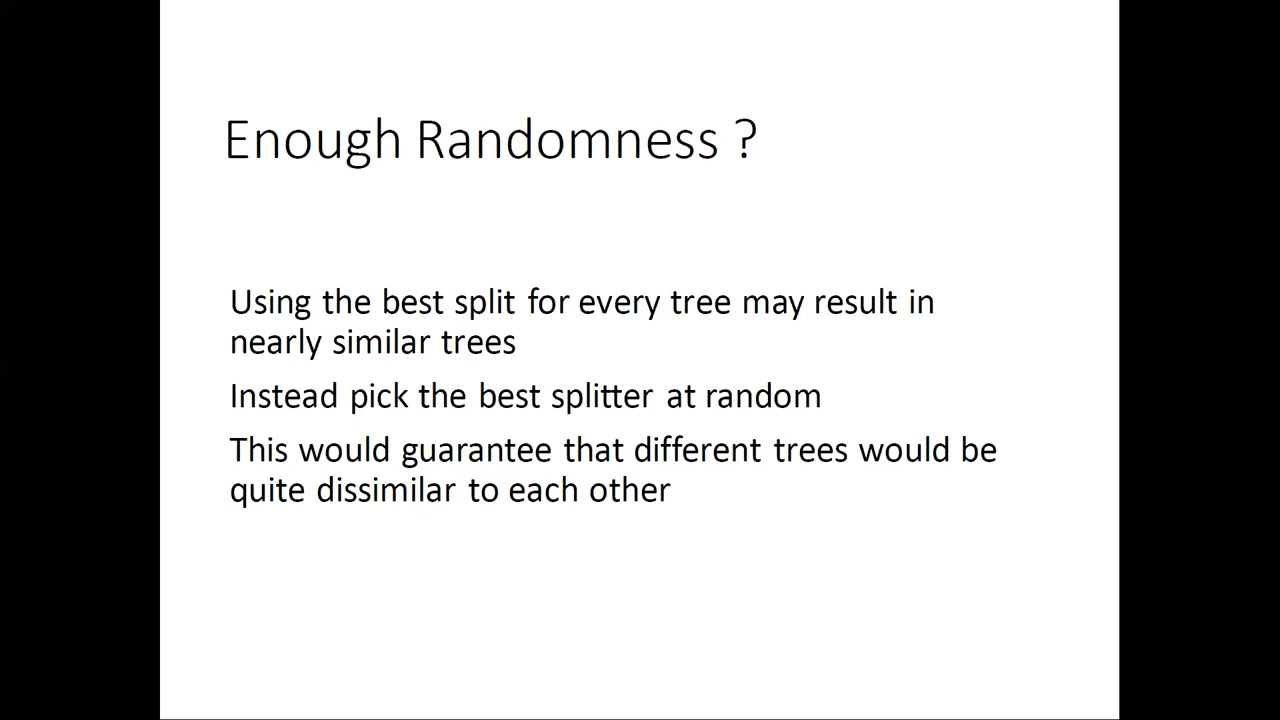 Enough Randomness ?
Using the best split for every tree may result in
nearly similar trees
Instead pick the best splitter at random
This would guarantee that different trees would be
quite dissimilar to each other